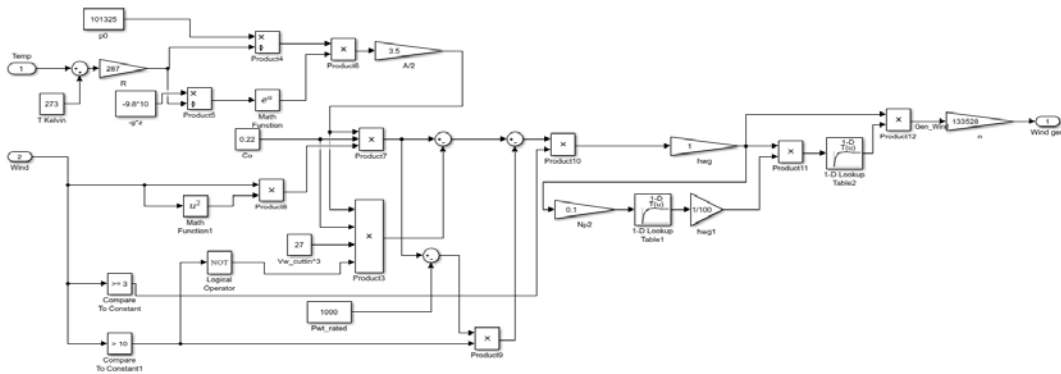 101325
p0
Product4
Product6
3.5
A/2
Temp
1
287
R
273
T Kelvin
-9.8*10
-g*z
Product5
e^u
Math
Function
0.22
Co
Product7
2
Wind
u²
Math
Function1
Product8
27
Vw_cuttin^3
Product3
NOT
Logical
Operator
>= 3
Compare
To Constant
> 10
Compare
To Constant1
1000
Pwt_rated
Product9
Product10
1
hwg
0.1
Np2
1-D
T(u)
1-D Lookup
Table1
1/100
hwg1
Product11
1-D
T(u)
1-D Lookup
Table2
Product12
Gen_Wind
133528
n
1
Wind gen